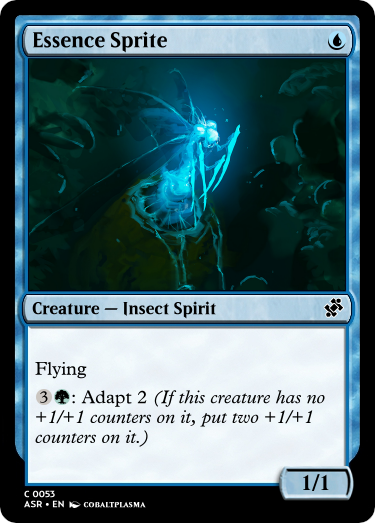 Essence Sprite
Creature — Insect Spirit
Flying
3: Adapt 2 (If this creature has no
+1/+1 counters on it, put two +1/+1
counters on it.)
1/1
C 0053
ASR • EN COBALTPLASMA